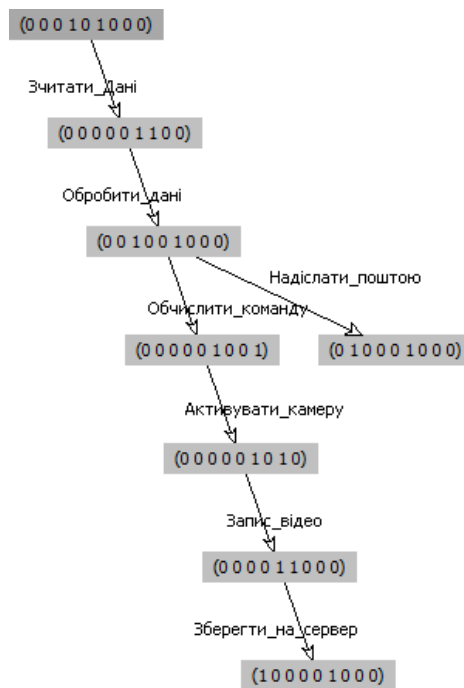 (0 0 0 1 0 1 0 0 0)
Зчитати_Дані
(0 0 0 0 0 1 1 0 0)
Обробити_дані
(0 0 1 0 0 1 0 0 0)
Надіслати_поштою
Обчислити_команду
(0 0 0 0 0 1 0 0 1)
(0 1 0 0 0 1 0 0 0)
Активувати_камеру
(0 0 0 0 0 1 0 1 0)
Запис_відео
(0 0 0 0 1 1 0 0 0)
Зберегти_на_сервер
(1 0 0 0 0 1 0 0 0)